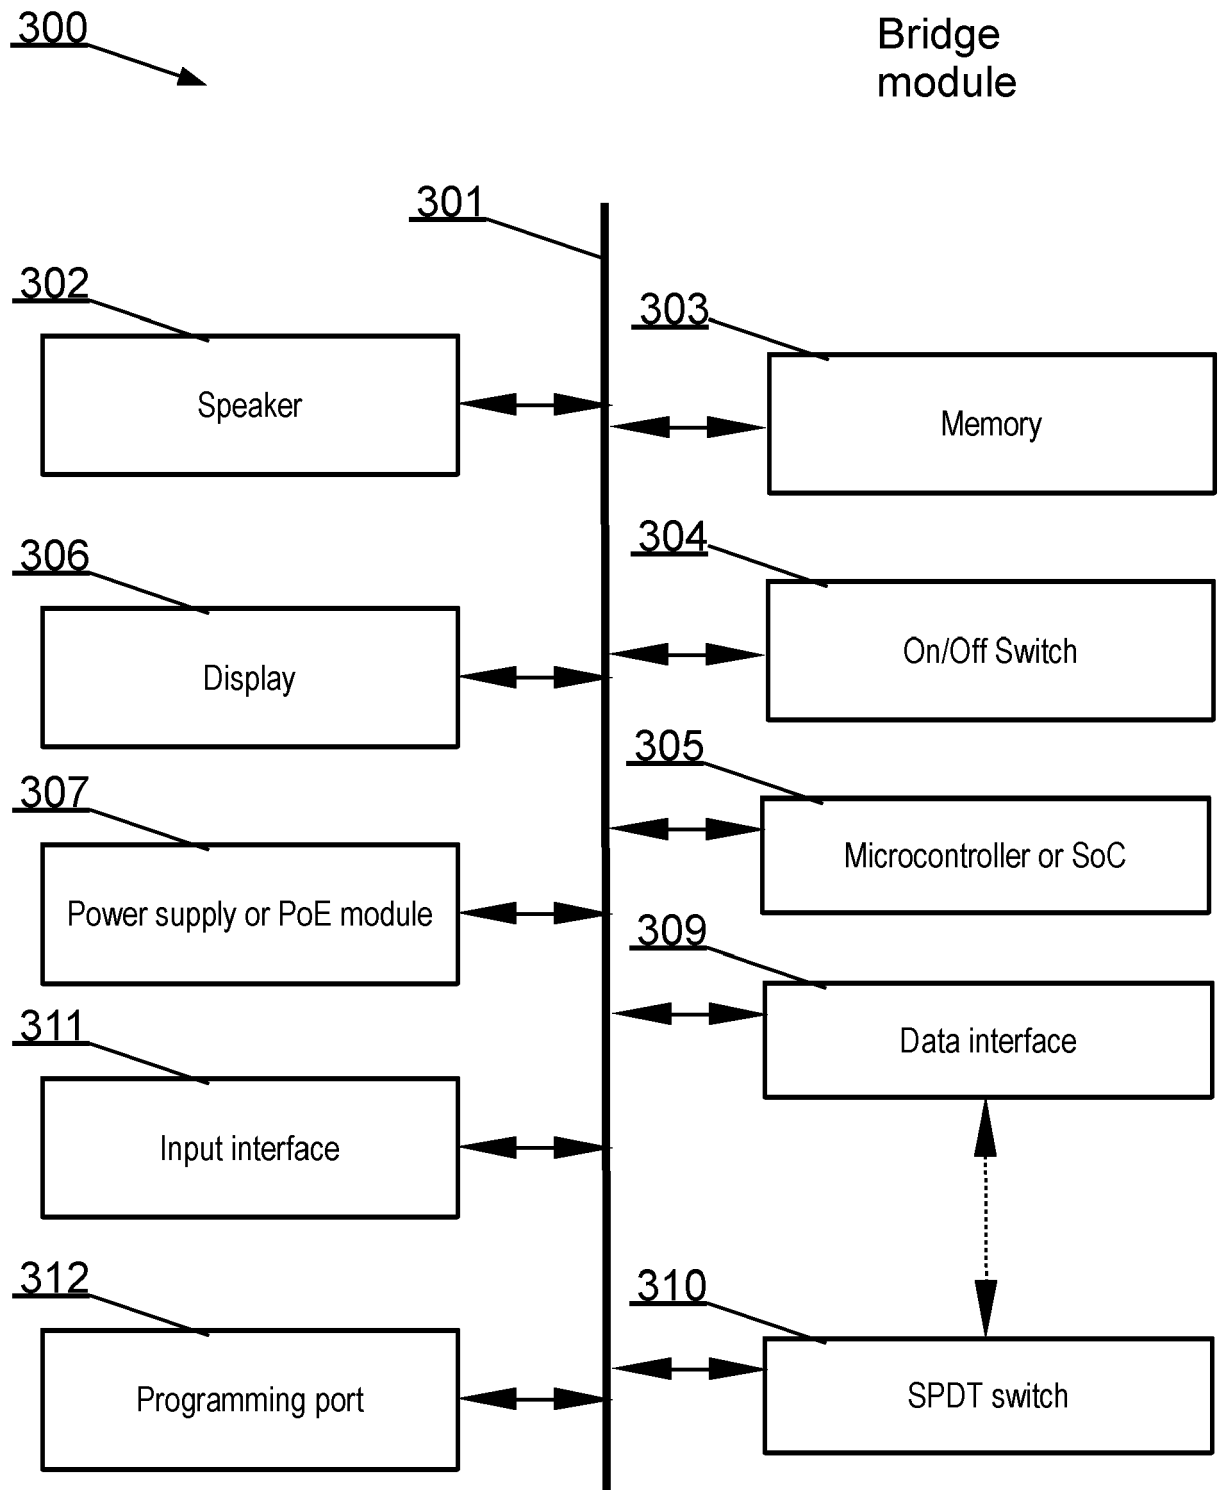 300
Bridge
module
301
302
Speaker
303
Memory
304
On/Off Switch
306
Display
305
Microcontroller or SoC
307
Power supply or PoE module
309
Data interface
311
Input interface
312
Programming port
310
SPDT switch